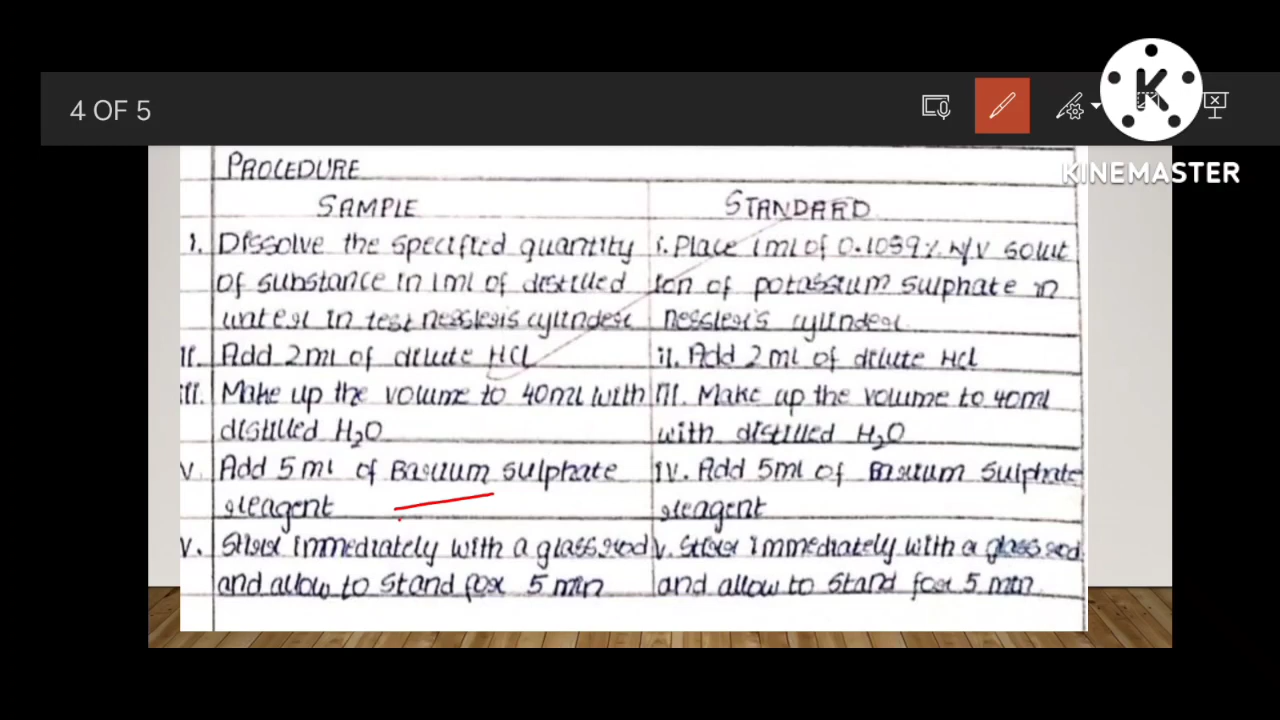 4 OF 5
KINEMASTER
PROCEDURE
SAMPLE
STANDARD
i. Dissolve the specified quantity
of substance in 1ml of distilled
water in test nessler's cylinder
II. Add 2ml of dilute HCl
III. Make up the volume to 40ml with
distilled H₂O
V. Add 5ml of Barium sulphate
reagent
V. Stir immediately with a glass rod
and allow to stand for 5 min
i. Place 1ml of 0.1089% W/V solut
ion of potassium sulphate in
nessler's cylinder.
ii. Add 2ml of dilute HCl
III. Make up the volume to 40ml
with distilled H₂O
IV. Add 5ml of Barium sulphate
reagent
V. Stir immediately with a glass rod
and allow to stand for 5 min.